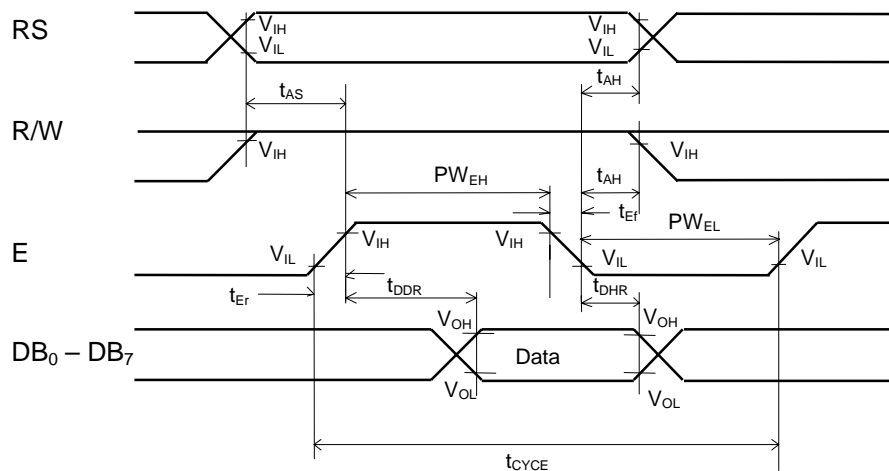 RS
V_IH
V_IL
V_IH
V_IL
t_AS
t_AH
R/W
V_IH
V_IH
PW_EH
t_AH
t_Ef
PW_EL
E
V_IL
V_IH
V_IH
V_IL
V_IL
t_Er
t_DDR
t_DHR
V_OH
V_OH
DB_0 – DB_7
Data
V_OL
V_OL
t_CYCE